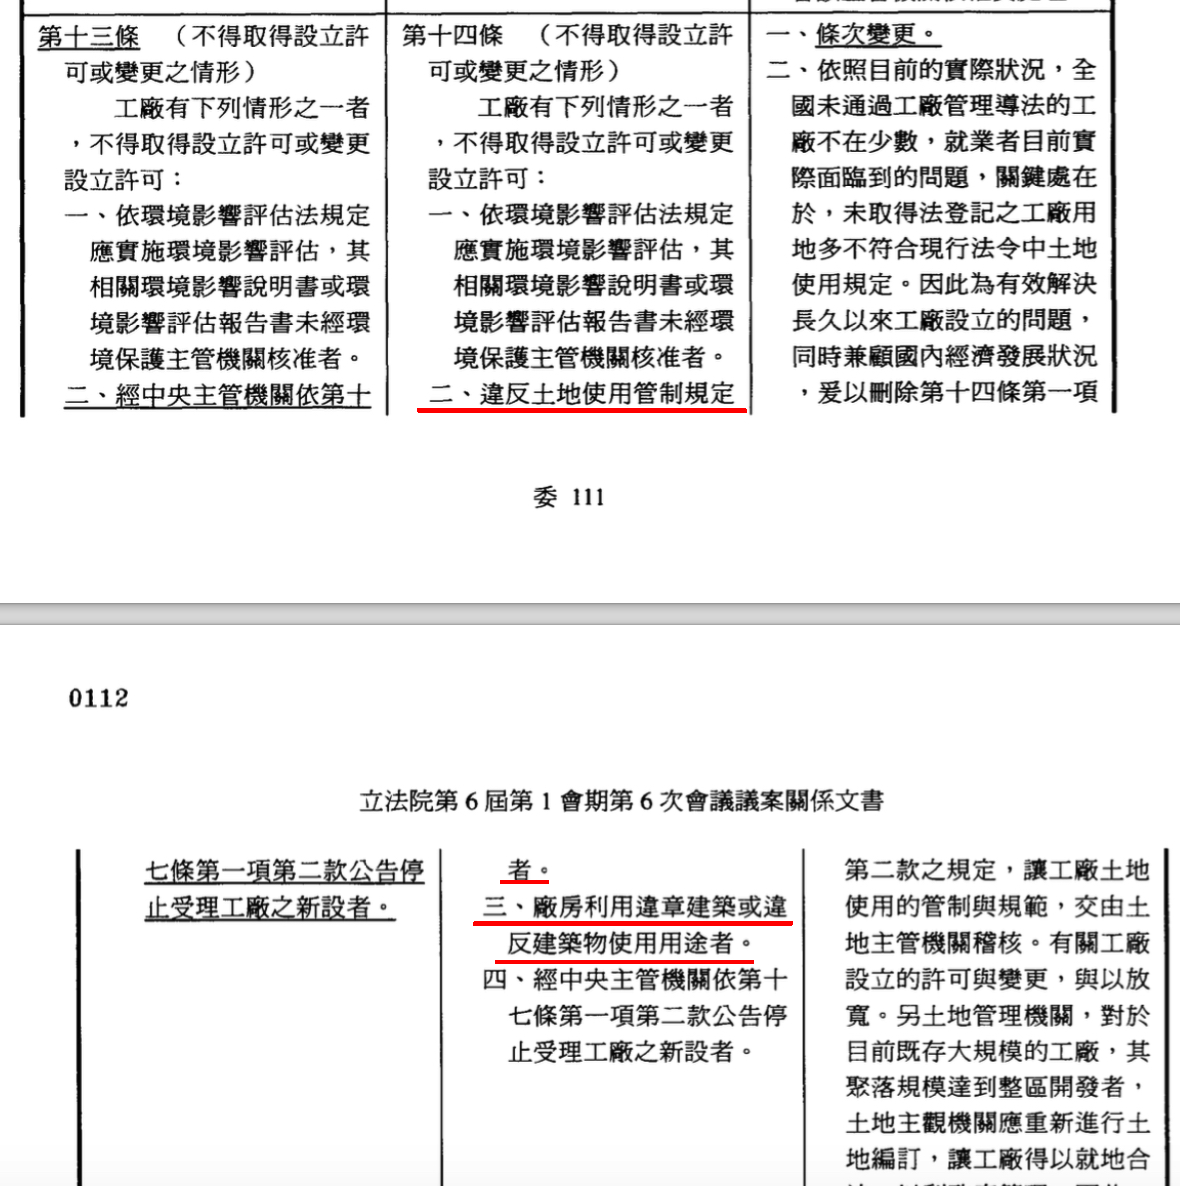 第十三條　（不得取得設立許
可或變更之情形）
工廠有下列情形之一者
，不得取得設立許可或變更
設立許可：
一、依環境影響評估法規定
應實施環境影響評估，其
相關環境影響說明書或環
境影響評估報告書未經環
境保護主管機關核准者。
二、經中央主管機關依第十
第十四條　（不得取得設立許
可或變更之情形）
工廠有下列情形之一者
，不得取得設立許可或變更
設立許可：
一、依環境影響評估法規定
應實施環境影響評估，其
相關環境影響說明書或環
境影響評估報告書未經環
境保護主管機關核准者。
二、違反土地使用管制規定
一、條次變更。
二、依照目前的實際狀況，全
國未通過工廠管理導法的工
廠不在少數，就業者目前實
際面臨到的問題，關鍵處在
於，未取得法登記之工廠用
地多不符合現行法令中土地
使用規定。因此為有效解決
長久以來工廠設立的問題，
同時兼顧國內經濟發展狀況
，爰以刪除第十四條第一項
委 111
0112
立法院第 6 屆第 1 會期第 6 次會議議案關係文書
七條第一項第二款公告停
止受理工廠之新設者。
者。
三、廠房利用違章建築或違
反建築物使用用途者。
四、經中央主管機關依第十
七條第一項第二款公告停
止受理工廠之新設者。
第二款之規定，讓工廠土地
使用的管制與規範，交由土
地主管機關稽核。有關工廠
設立的許可與變更，與以放
寬。另土地管理機關，對於
目前既存大規模的工廠，其
聚落規模達到整區開發者，
土地主觀機關應重新進行土
地編訂，讓工廠得以就地合